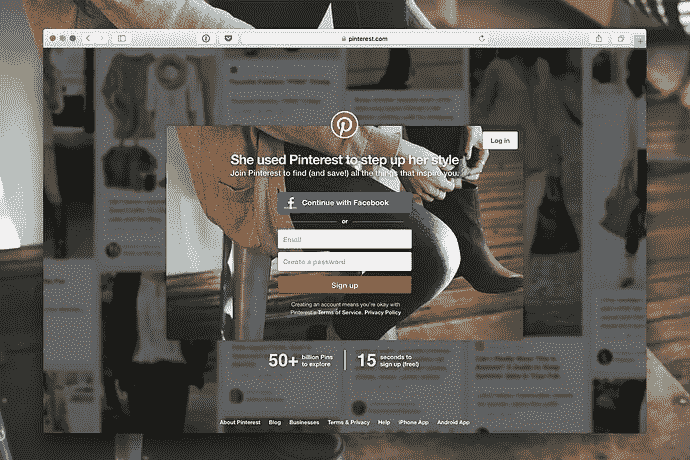 pinterest.com
Log in
She used Pinterest to step up her style
Join Pinterest to find (and save!) all the things that inspire you.
Continue with Facebook
or
Email
Create a password
Sign up
Creating an account means you're okay with
Pinterest's Terms of Service, Privacy Policy
50+ billion Pins
to explore
15 seconds to
sign up (free!)
About Pinterest Blog Businesses Terms & Privacy Help iPhone App Android App